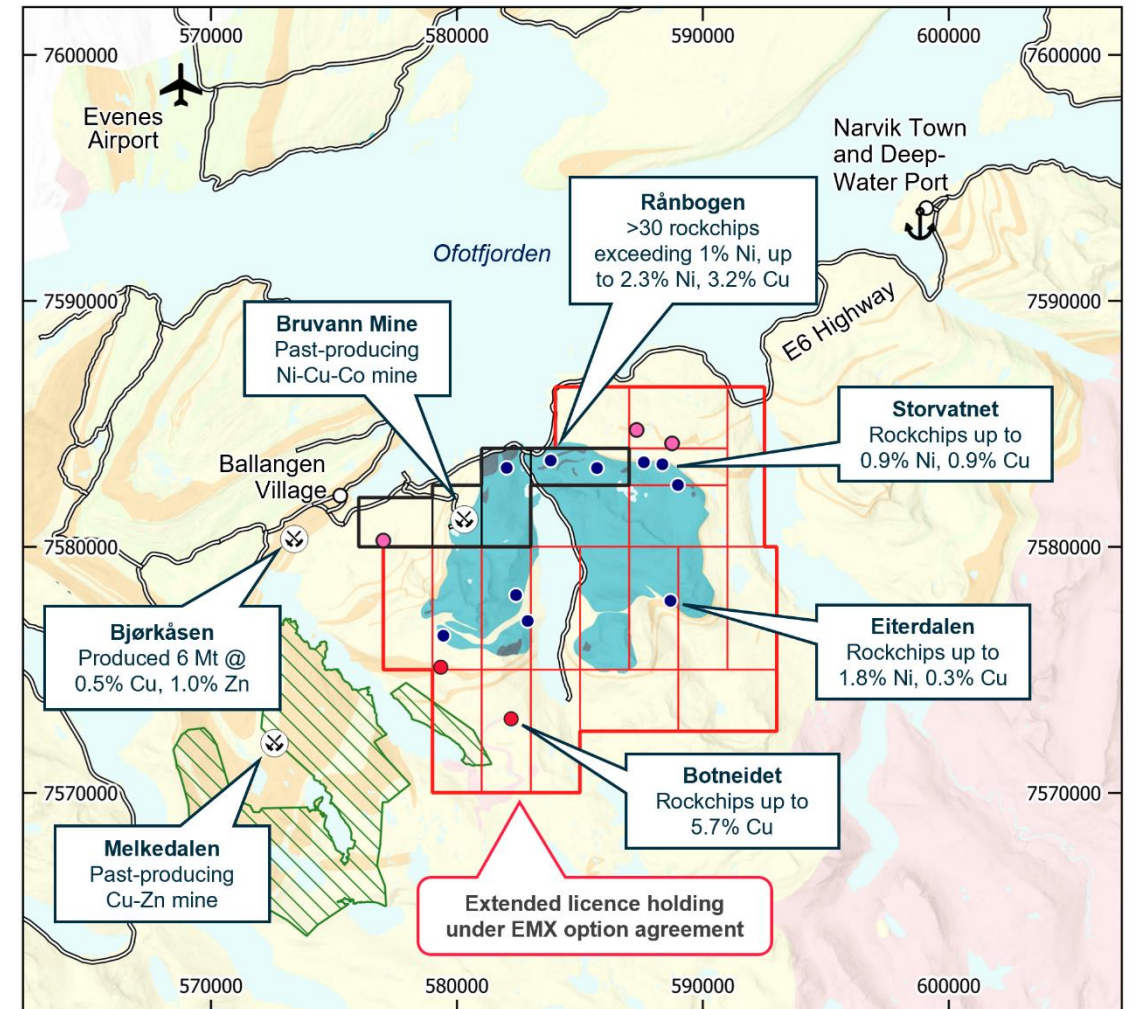 570000
580000
590000
600000
7600000
7600000
Evenes
Airport
Narvik Town
and Deep-
Water Port
Rånbogen
>30 rockchips
exceeding 1% Ni, up
to 2.3% Ni, 3.2% Cu
Ofotfjorden
7590000
7590000
E6 Highway
Bruvann Mine
Past-producing
Ni-Cu-Co mine
Storvatnet
Rockchips up to
0.9% Ni, 0.9% Cu
Ballangen
Village
7580000
7580000
Bjørkåsen
Produced 6 Mt @
0.5% Cu, 1.0% Zn
Eiterdalen
Rockchips up to
1.8% Ni, 0.3% Cu
Botneidet
Rockchips up to
5.7% Cu
7570000
7570000
Melkedalen
Past-producing
Cu-Zn mine
Extended licence holding
under EMX option agreement
570000
580000
590000
600000